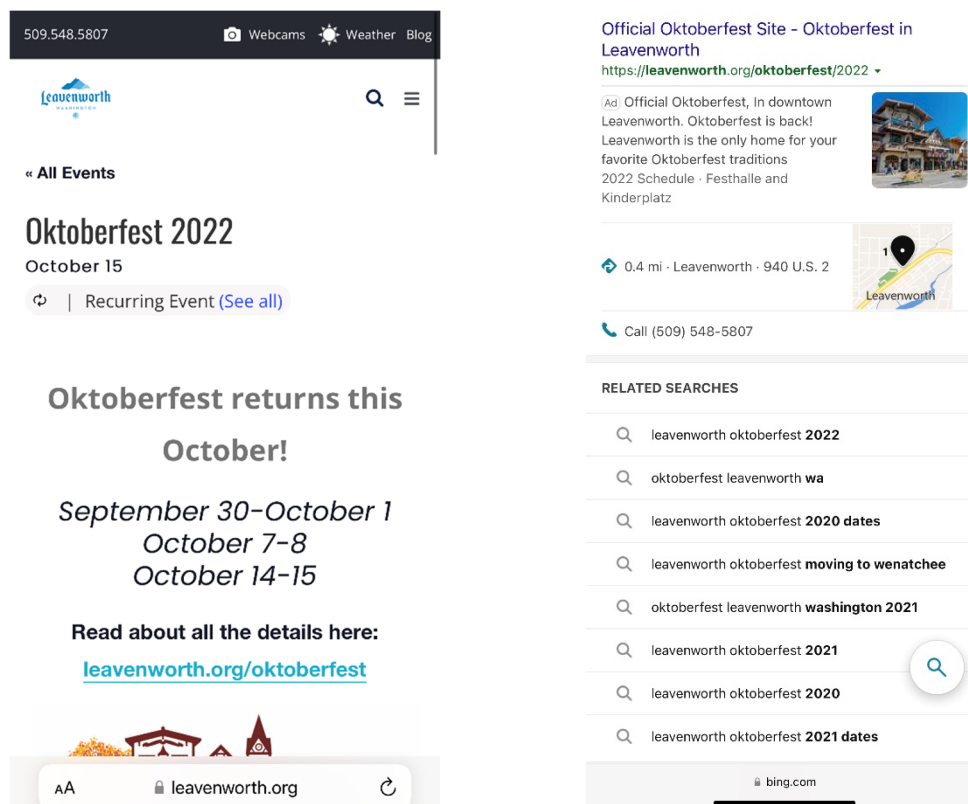 509.548.5807 Webcams Weather Blog
Leavenworth
WASHINGTON
« All Events
Oktoberfest 2022
October 15
| Recurring Event (See all)
Oktoberfest returns this
October!
September 30-October 1
October 7-8
October 14-15
Read about all the details here:
leavenworth.org/oktoberfest
AA leavenworth.org
Official Oktoberfest Site - Oktoberfest in
Leavenworth
https://leavenworth.org/oktoberfest/2022
Ad Official Oktoberfest, In downtown
Leavenworth. Oktoberfest is back!
Leavenworth is the only home for your
favorite Oktoberfest traditions
2022 Schedule · Festhalle and
Kinderplatz
1
0.4 mi · Leavenworth · 940 U.S. 2
Leavenworth
Call (509) 548-5807
RELATED SEARCHES
leavenworth oktoberfest 2022
oktoberfest leavenworth wa
leavenworth oktoberfest 2020 dates
leavenworth oktoberfest moving to wenatchee
oktoberfest leavenworth washington 2021
leavenworth oktoberfest 2021
leavenworth oktoberfest 2020
leavenworth oktoberfest 2021 dates
bing.com